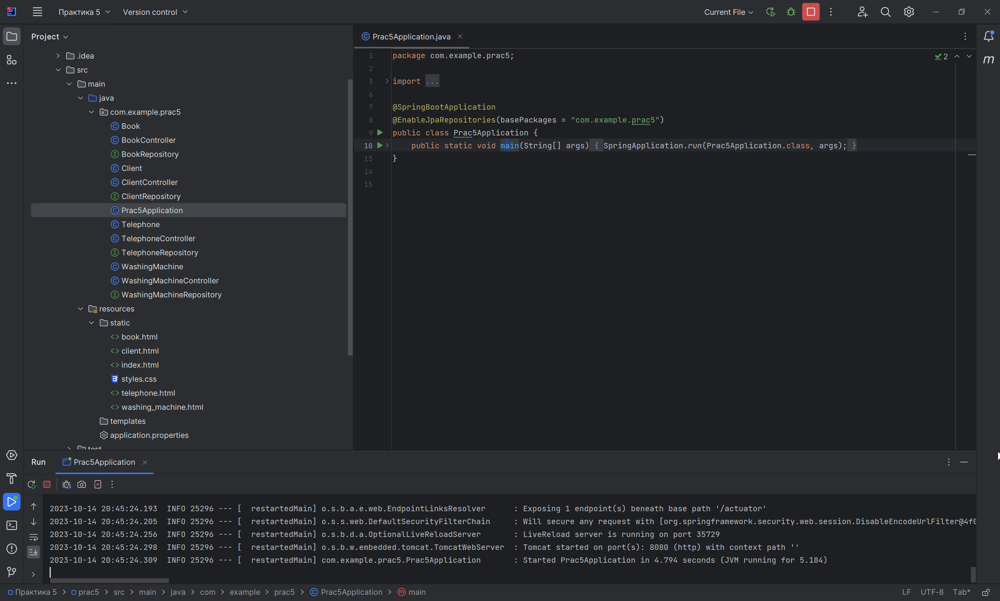 Практика 5
Version control
Current File
Project
.idea
src
main
java
com.example.prac5
Book
BookController
BookRepository
Client
ClientController
ClientRepository
Prac5Application
Telephone
TelephoneController
TelephoneRepository
WashingMachine
WashingMachineController
WashingMachineRepository
resources
static
book.html
client.html
index.html
styles.css
telephone.html
washing_machine.html
templates
application.properties
test
Prac5Application.java
1 package com.example.prac5;
2
3 import ...
6
7 @SpringBootApplication
8 @EnableJpaRepositories(basePackages = "com.example.prac5")
9 public class Prac5Application {
10 public static void main(String[] args) { SpringApplication.run(Prac5Application.class, args); }
13 }
14
15
2
m
Run
Prac5Application
2023-10-14 20:45:24.193  INFO 25296 --- [  restartedMain] o.s.b.a.e.web.EndpointLinksResolver      : Exposing 1 endpoint(s) beneath base path '/actuator'
2023-10-14 20:45:24.205  INFO 25296 --- [  restartedMain] o.s.s.web.DefaultSecurityFilterChain     : Will secure any request with [org.springframework.security.web.session.DisableEncodeUrlFilter@4f0
2023-10-14 20:45:24.256  INFO 25296 --- [  restartedMain] o.s.b.d.a.OptionalLiveReloadServer       : LiveReload server is running on port 35729
2023-10-14 20:45:24.298  INFO 25296 --- [  restartedMain] o.s.b.w.embedded.tomcat.TomcatWebServer  : Tomcat started on port(s): 8080 (http) with context path ''
2023-10-14 20:45:24.309  INFO 25296 --- [  restartedMain] com.example.prac5.Prac5Application       : Started Prac5Application in 4.794 seconds (JVM running for 5.184)
Практика 5 > prac5 > src > main > java > com > example > prac5 > Prac5Application > main
LF UTF-8 Tab*